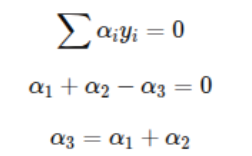 ∑ αᵢyᵢ = 0
α₁ + α₂ − α₃ = 0
α₃ = α₁ + α₂